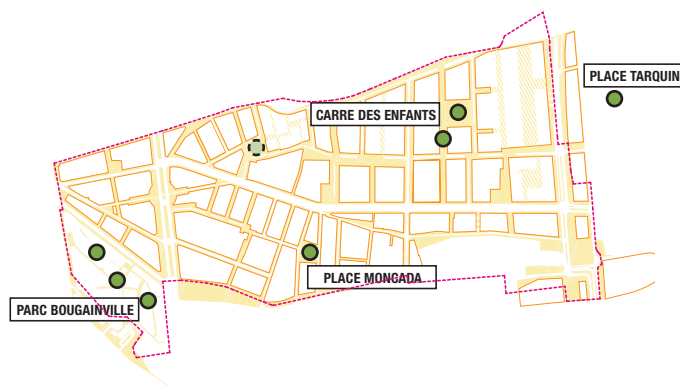 PLACE TARQUIN
CARRE DES ENFANTS
PLACE MONCADA
PARC BOUGAINVILLE